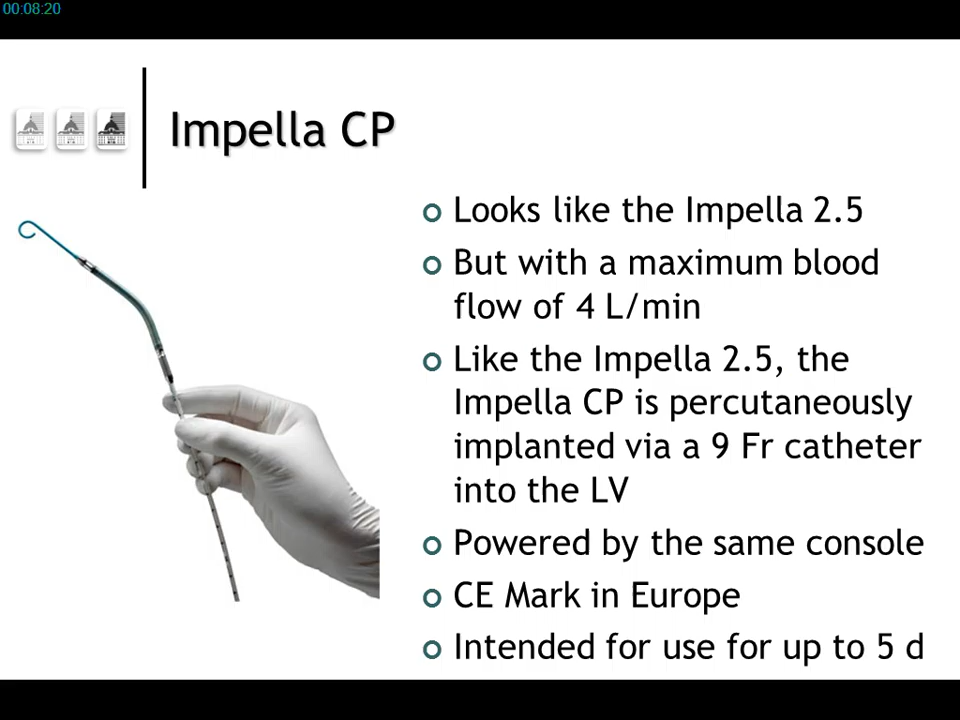 00:08:20
Impella CP
Looks like the Impella 2.5
But with a maximum blood
flow of 4 L/min
Like the Impella 2.5, the
Impella CP is percutaneously
implanted via a 9 Fr catheter
into the LV
Powered by the same console
CE Mark in Europe
Intended for use for up to 5 d